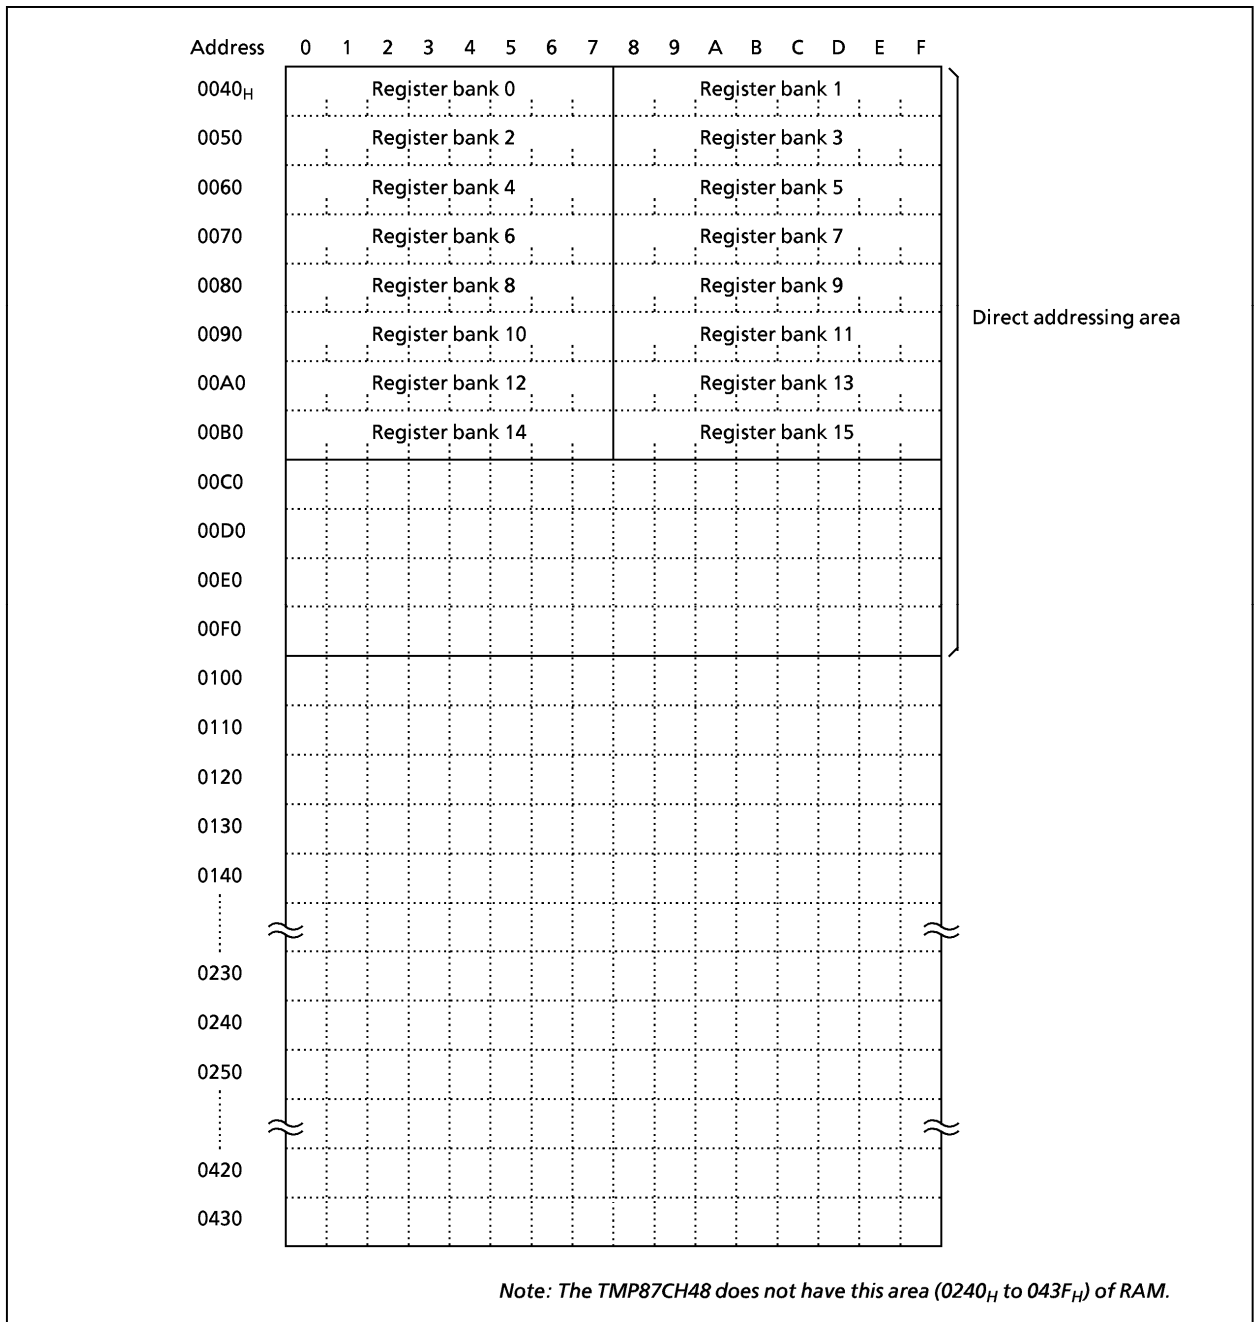 Address 0 1 2 3 4 5 6 7 8 9 A B C D E F
0040H Register bank 0 Register bank 1
0050 Register bank 2 Register bank 3
0060 Register bank 4 Register bank 5
0070 Register bank 6 Register bank 7
0080 Register bank 8 Register bank 9
Direct addressing area
0090 Register bank 10 Register bank 11
00A0 Register bank 12 Register bank 13
00B0 Register bank 14 Register bank 15
00C0
00D0
00E0
00F0
0100
0110
0120
0130
0140
0230
0240
0250
0420
0430
Note: The TMP87CH48 does not have this area (0240H to 043FH) of RAM.